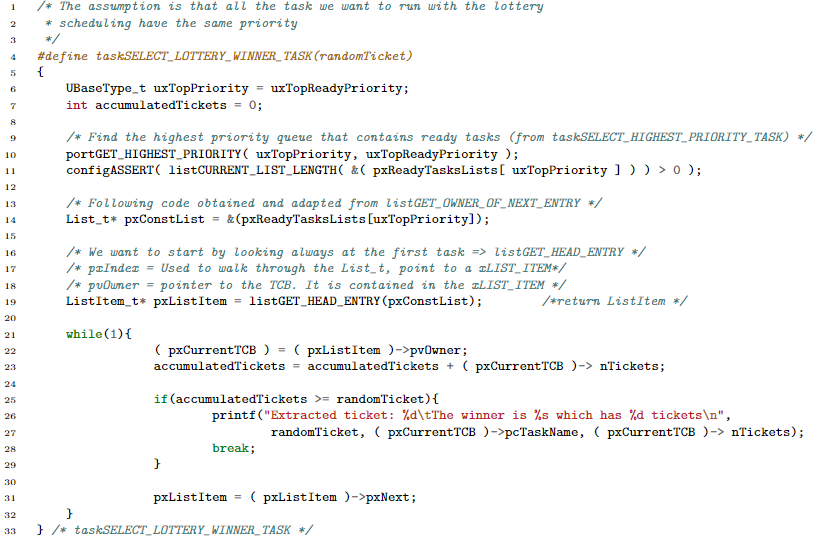 1 /* The assumption is that all the task we want to run with the lottery
2  * scheduling have the same priority
3  */
4 #define taskSELECT_LOTTERY_WINNER_TASK(randomTicket)
5 {
6     UBaseType_t uxTopPriority = uxTopReadyPriority;
7     int accumulatedTickets = 0;
8
9     /* Find the highest priority queue that contains ready tasks (from taskSELECT_HIGHEST_PRIORITY_TASK) */
10     portGET_HIGHEST_PRIORITY( uxTopPriority, uxTopReadyPriority );
11     configASSERT( listCURRENT_LIST_LENGTH( &( pxReadyTasksLists[ uxTopPriority ] ) ) > 0 );
12
13     /* Following code obtained and adapted from listGET_OWNER_OF_NEXT_ENTRY */
14     List_t* pxConstList = &(pxReadyTasksLists[uxTopPriority]);
15
16     /* We want to start by looking always at the first task => listGET_HEAD_ENTRY */
17     /* pxIndex = Used to walk through the List_t, point to a xLIST_ITEM*/
18     /* pvOwner = pointer to the TCB. It is contained in the xLIST_ITEM */
19     ListItem_t* pxListItem = listGET_HEAD_ENTRY(pxConstList);        /*return ListItem */
20
21     while(1){
22                 ( pxCurrentTCB ) = ( pxListItem )->pvOwner;
23                 accumulatedTickets = accumulatedTickets + ( pxCurrentTCB )-> nTickets;
24
25                 if(accumulatedTickets >= randomTicket){
26                         printf("Extracted ticket: %d\tThe winner is %s which has %d tickets\n",
27                                 randomTicket, ( pxCurrentTCB )->pcTaskName, ( pxCurrentTCB )-> nTickets);
28                         break;
29                 }
30
31                 pxListItem = ( pxListItem )->pxNext;
32     }
33 } /* taskSELECT_LOTTERY_WINNER_TASK */